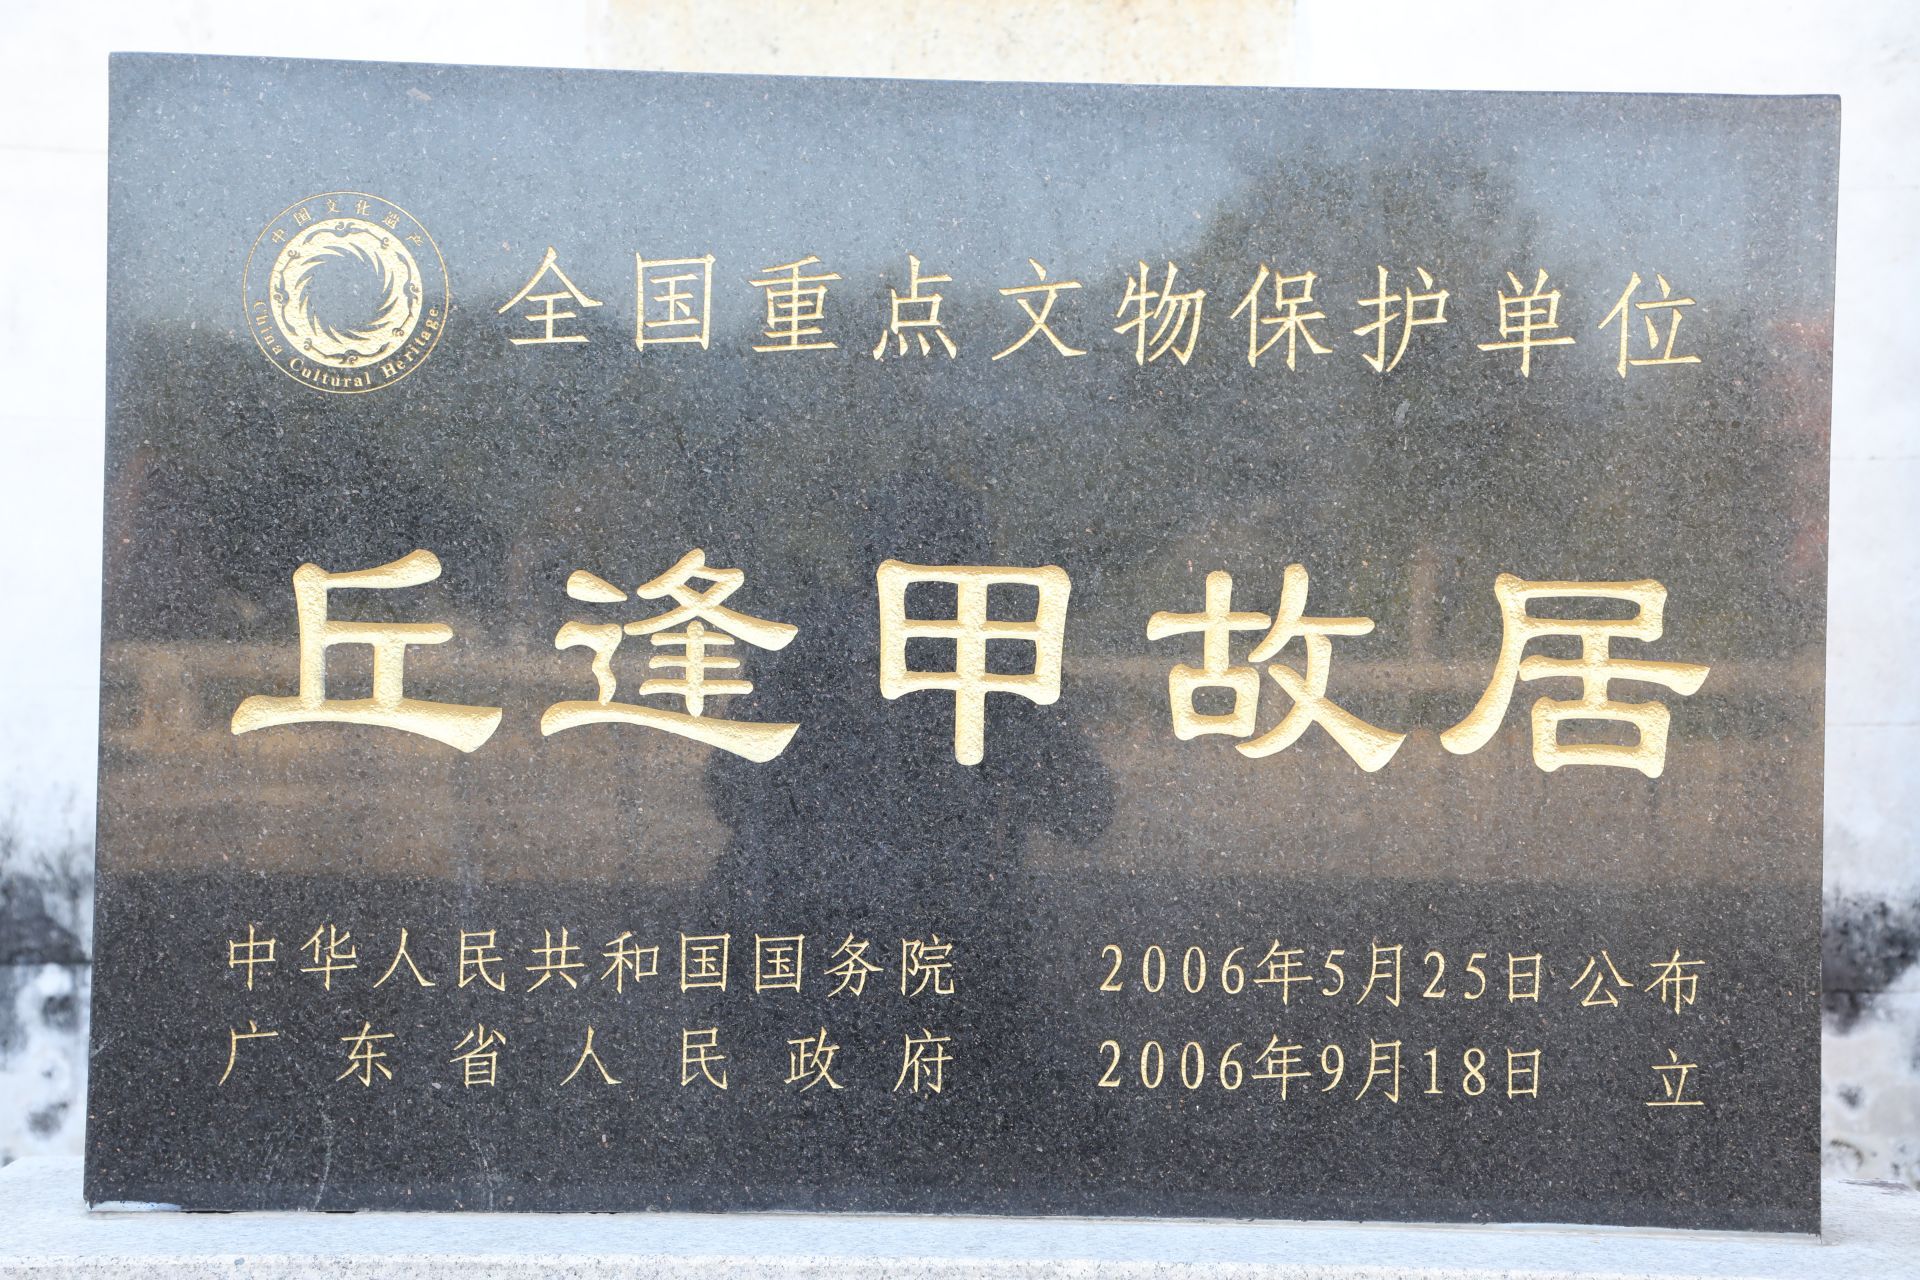 中国文化遗产
China Cultural Heritage
全国重点文物保护单位
丘逢甲故居
中华人民共和国国务院 2006年5月25日公布
广东省人民政府 2006年9月18日 立